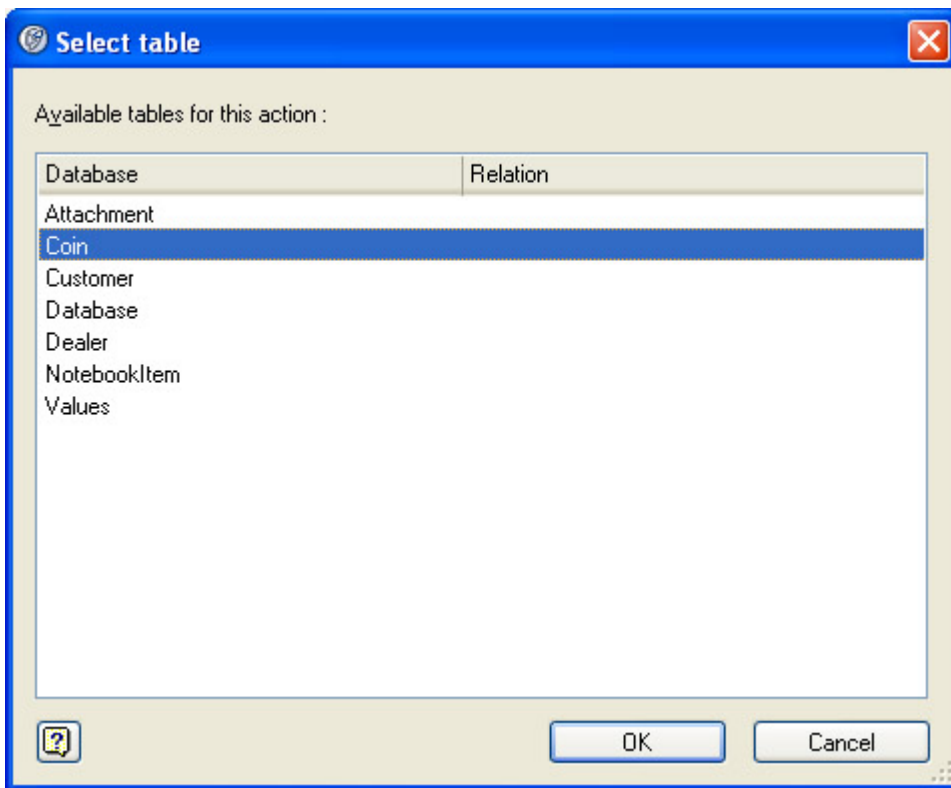 Select table
Available tables for this action :
Database Relation
Attachment
Coin
Customer
Database
Dealer
NotebookItem
Values
?
OK Cancel